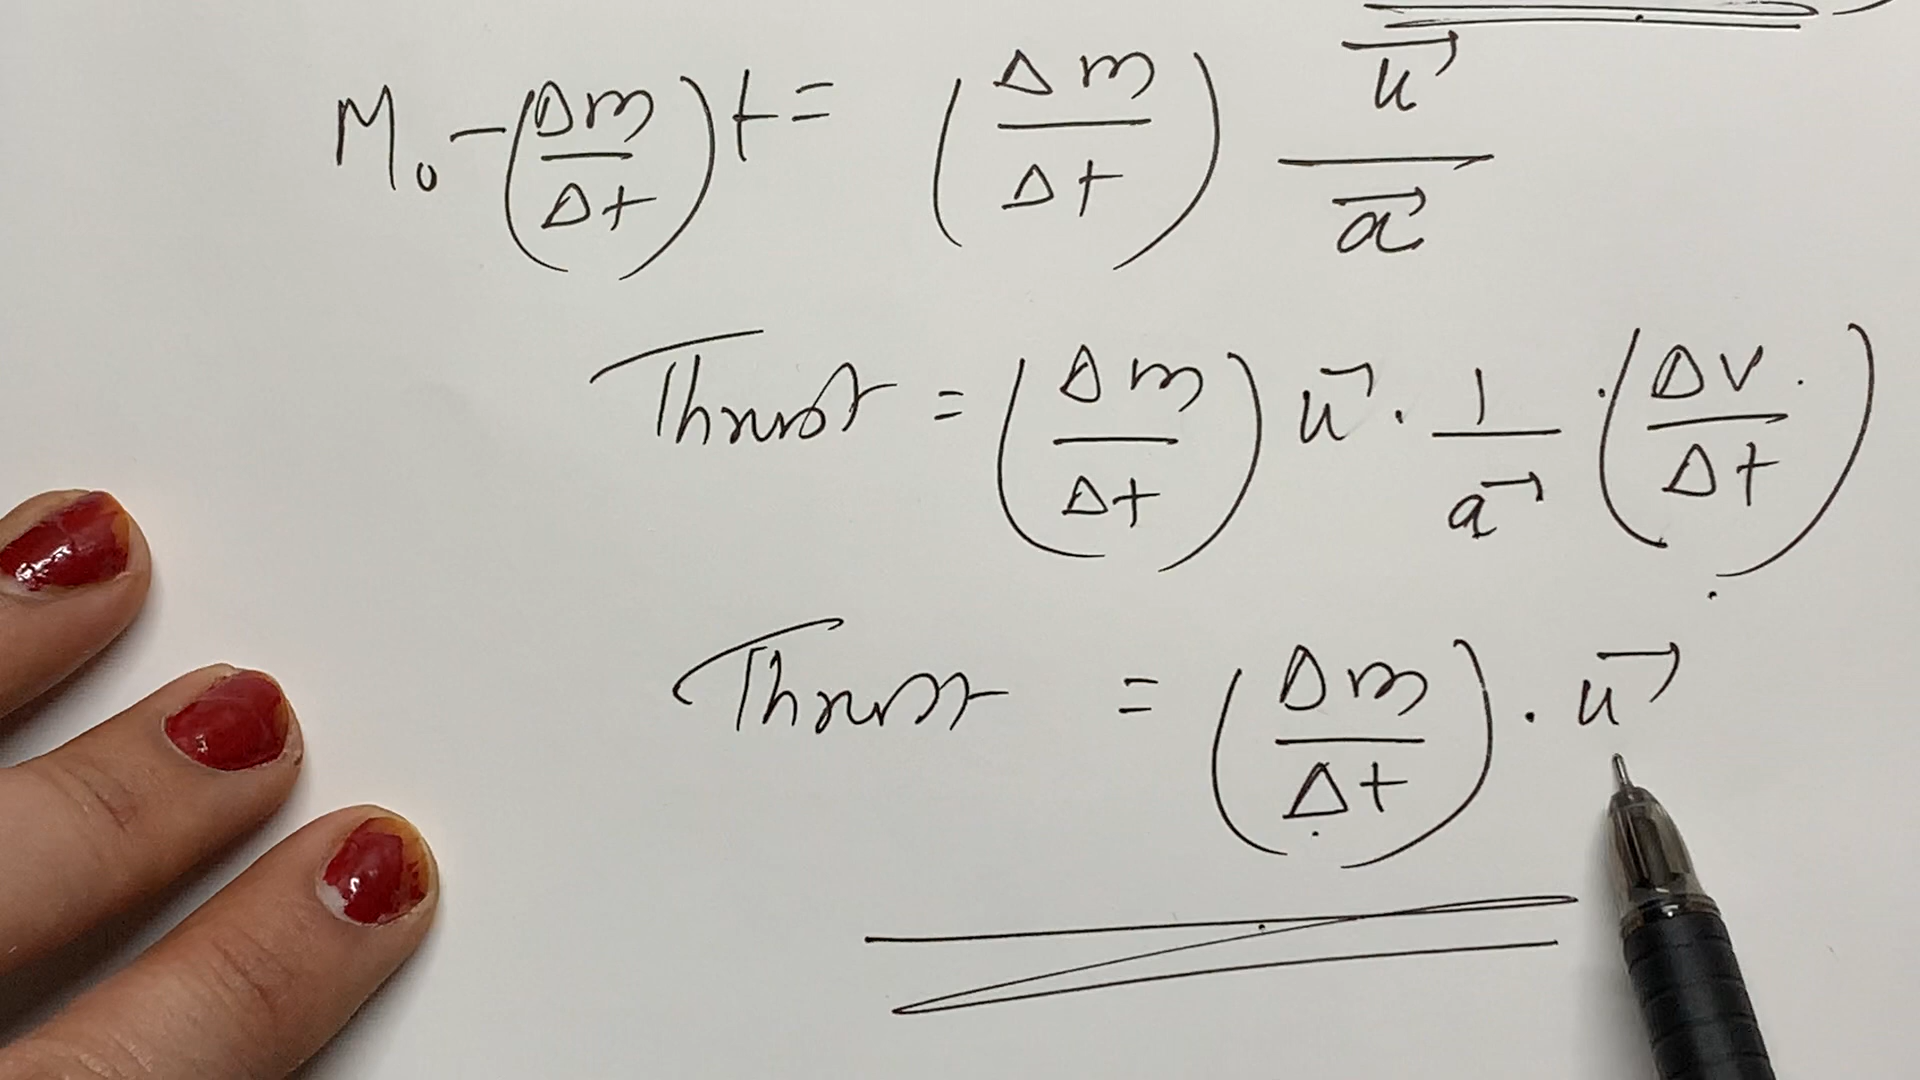 M₀ - (Δm/Δt) t = (Δm/Δt) u⃗/a⃗
Thrust = (Δm/Δt) u⃗ · 1/a⃗ · (Δv/Δt)
Thrust = (Δm/Δt) · u⃗